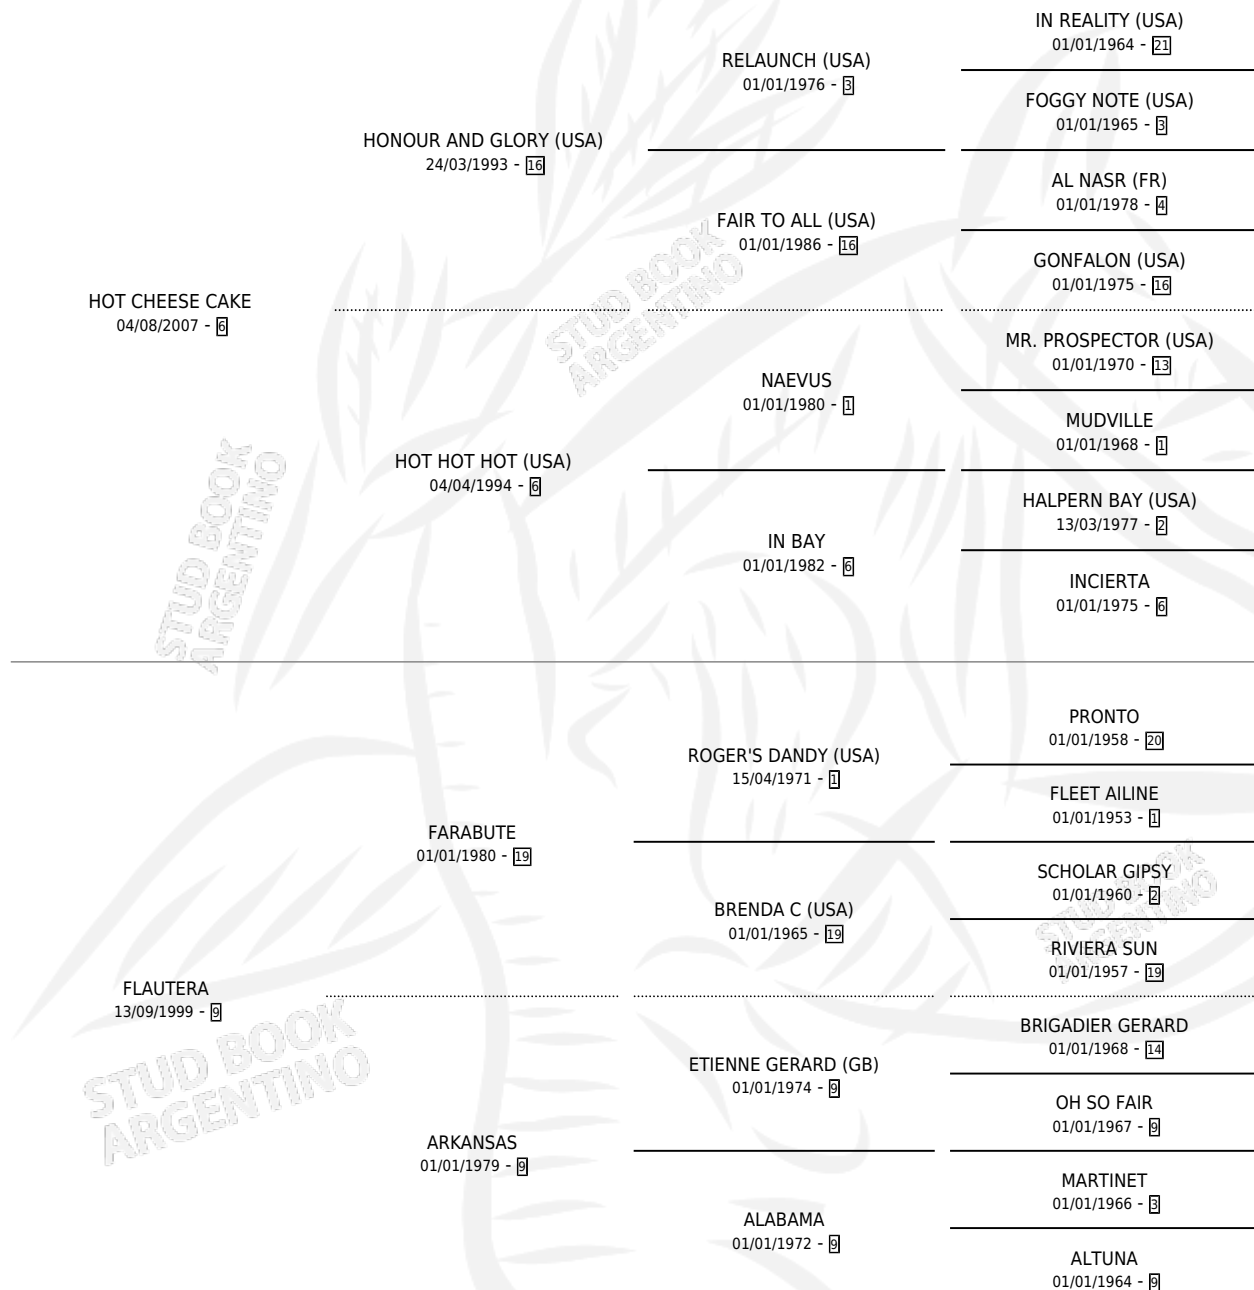 IN REALITY (USA)
01/01/1964 - 21
RELAUNCH (USA)
01/01/1976 - 3
FOGGY NOTE (USA)
01/01/1965 - 3
HONOUR AND GLORY (USA)
24/03/1993 - 16
AL NASR (FR)
01/01/1978 - 4
FAIR TO ALL (USA)
01/01/1986 - 16
GONFALON (USA)
01/01/1975 - 16
HOT CHEESE CAKE
04/08/2007 - 6
STUD BOOK
ARGENTINO
MR. PROSPECTOR (USA)
01/01/1970 - 13
NAEVUS
01/01/1980 - 1
MUDVILLE
01/01/1968 - 1
HOT HOT HOT (USA)
04/04/1994 - 6
HALPERN BAY (USA)
13/03/1977 - 2
IN BAY
01/01/1982 - 6
INCIERTA
01/01/1975 - 6
STUD BOOK
ARGENTINO
PRONTO
01/01/1958 - 20
ROGER'S DANDY (USA)
15/04/1971 - 1
FLEET AILINE
01/01/1953 - 1
FARABUTE
01/01/1980 - 19
SCHOLAR GIPSY
01/01/1960 - 2
BRENDA C (USA)
01/01/1965 - 19
RIVIERA SUN
01/01/1957 - 19
STUD BOOK
ARGENTINO
FLAUTERA
13/09/1999 - 9
BRIGADIER GERARD
01/01/1968 - 14
ETIENNE GERARD (GB)
01/01/1974 - 9
OH SO FAIR
01/01/1967 - 9
STUD BOOK
ARGENTINO
ARKANSAS
01/01/1979 - 9
MARTINET
01/01/1966 - 3
ALABAMA
01/01/1972 - 9
ALTUNA
01/01/1964 - 9